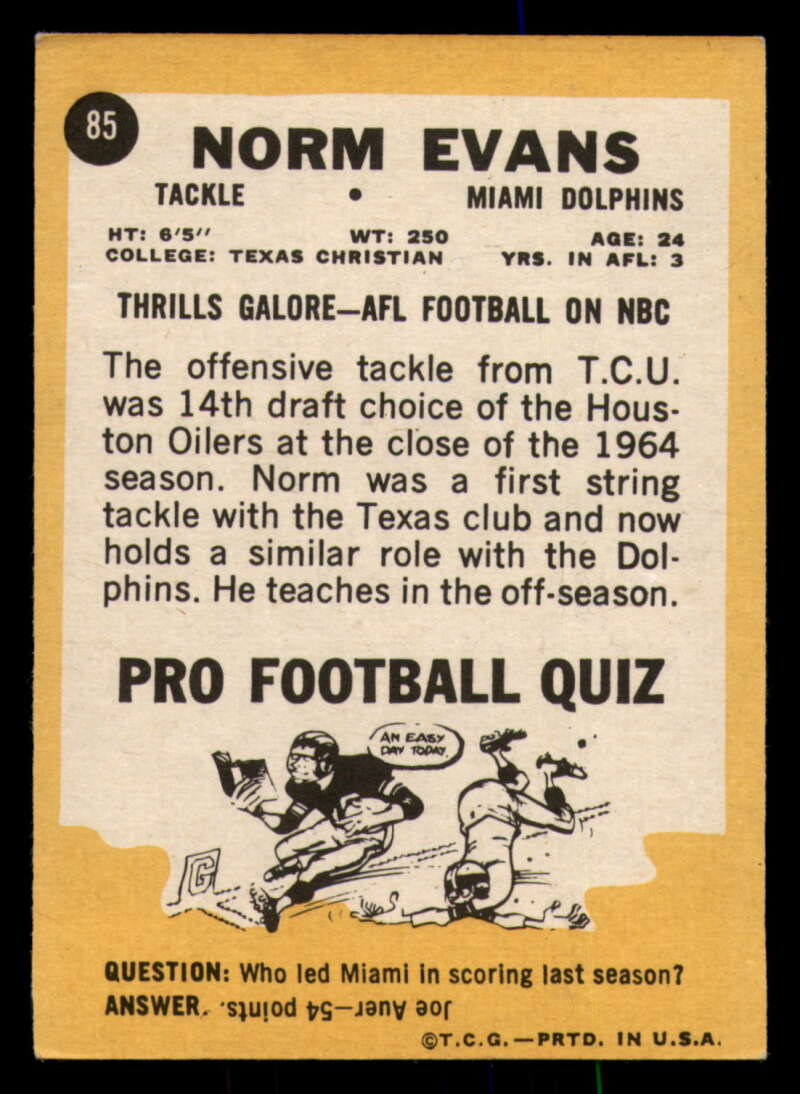 85
NORM EVANS
TACKLE • MIAMI DOLPHINS
HT: 6'5" WT: 250 AGE: 24
COLLEGE: TEXAS CHRISTIAN YRS. IN AFL: 3
THRILLS GALORE—AFL FOOTBALL ON NBC
The offensive tackle from T.C.U.
was 14th draft choice of the Hous-
ton Oilers at the close of the 1964
season. Norm was a first string
tackle with the Texas club and now
holds a similar role with the Dol-
phins. He teaches in the off-season.
PRO FOOTBALL QUIZ
AN EASY
DAY TODAY.
G
QUESTION: Who led Miami in scoring last season?
ANSWER. Joe Auer—54 points.
©T.C.G.—PRTD. IN U.S.A.